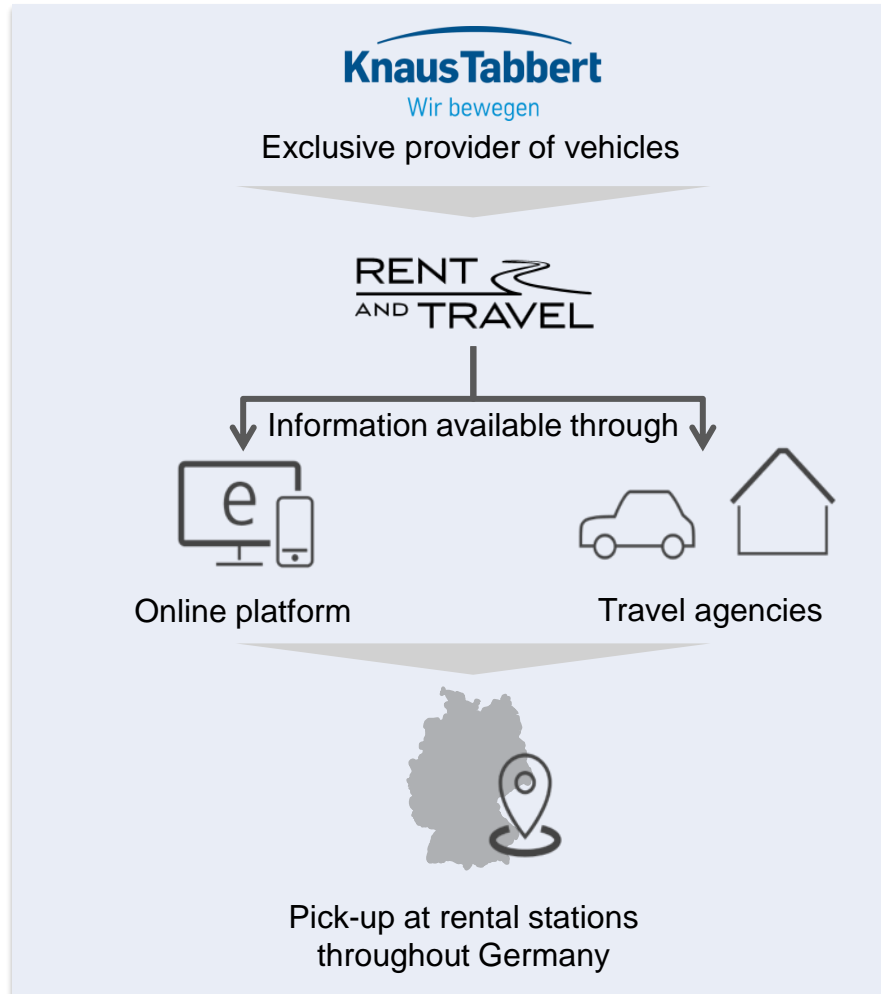 KnausTabbert
Wir bewegen
Exclusive provider of vehicles
RENT
AND TRAVEL
Information available through
e
Online platform
Travel agencies
Pick-up at rental stations
throughout Germany